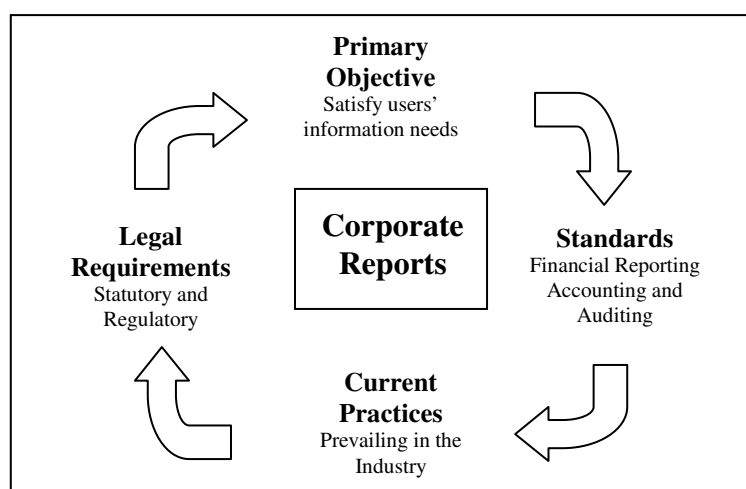 Primary
Objective
Satisfy users’
information needs
Corporate
Reports
Legal
Requirements
Statutory and
Regulatory
Standards
Financial Reporting
Accounting and
Auditing
Current
Practices
Prevailing in the
Industry